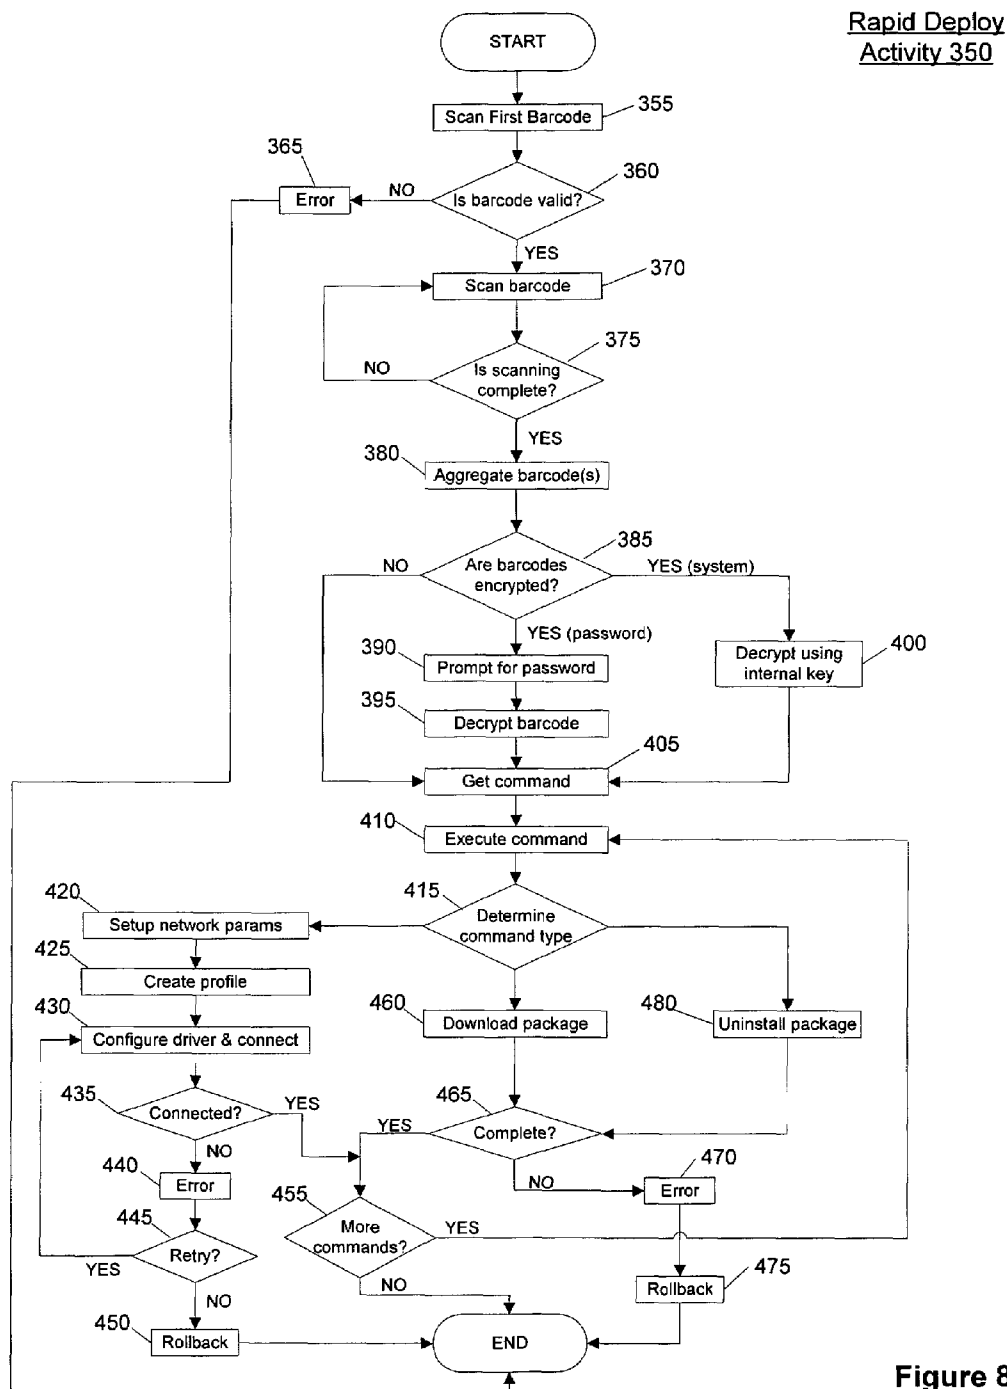 Rapid Deploy
Activity 350
START
355
Scan First Barcode
365
360
Error
NO
Is barcode valid?
YES
370
Scan barcode
375
NO
Is scanning
complete?
YES
380
Aggregate barcode(s)
385
NO
Are barcodes
encrypted?
YES (system)
YES (password)
390
Prompt for password
400
Decrypt using
internal key
395
Decrypt barcode
405
Get command
410
Execute command
415
420
Determine
command type
Setup network params
425
Create profile
430
Configure driver & connect
460
Download package
480
Uninstall package
435
Connected?
YES
465
YES
Complete?
NO
440
Error
NO
470
Error
455
More
commands?
YES
445
Retry?
YES
NO
NO
475
Rollback
450
Rollback
END
Figure 8